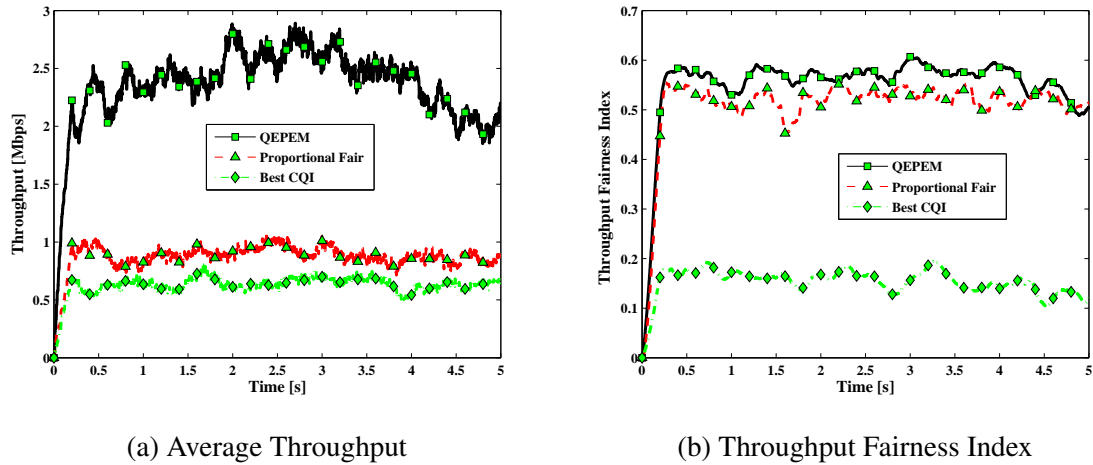 3
2.5
2
1.5
1
0.5
0
Throughput [Mbps]
QEPEM
Proportional Fair
Best CQI
0.5 1 1.5 2 2.5 3 3.5 4 4.5 5
Time [s]
(a) Average Throughput
0.7
0.6
0.5
0.4
0.3
0.2
0.1
0
Throughput Fairness Index
QEPEM
Proportional Fair
Best CQI
0.5 1 1.5 2 2.5 3 3.5 4 4.5 5
Time [s]
(b) Throughput Fairness Index